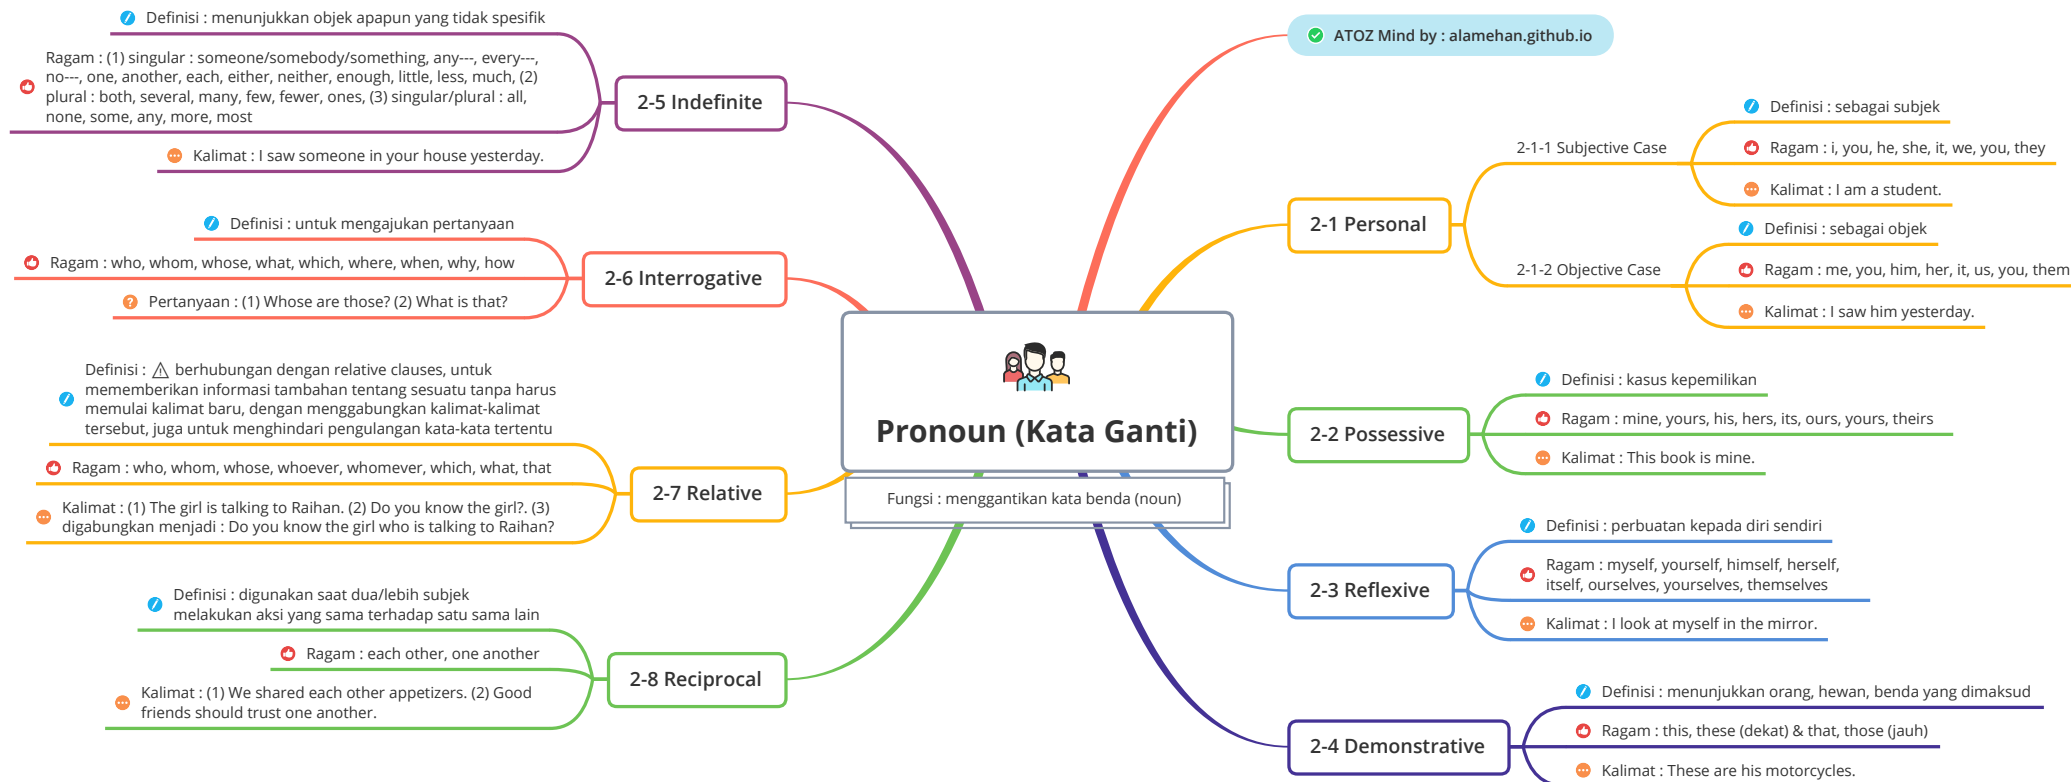 Pronoun (Kata Ganti)
Fungsi : menggantikan kata benda (noun)
ATOZ Mind by : alamehan.github.io
2-1 Personal
2-1-1 Subjective Case
Definisi : sebagai subjek
Ragam : i, you, he, she, it, we, you, they
Kalimat : I am a student.
2-1-2 Objective Case
Definisi : sebagai objek
Ragam : me, you, him, her, it, us, you, them
Kalimat : I saw him yesterday.
2-2 Possessive
Definisi : kasus kepemilikan
Ragam : mine, yours, his, hers, its, ours, yours, theirs
Kalimat : This book is mine.
2-3 Reflexive
Definisi : perbuatan kepada diri sendiri
Ragam : myself, yourself, himself, herself,
itself, ourselves, yourselves, themselves
Kalimat : I look at myself in the mirror.
2-4 Demonstrative
Definisi : menunjukkan orang, hewan, benda yang dimaksud
Ragam : this, these (dekat) & that, those (jauh)
Kalimat : These are his motorcycles.
2-5 Indefinite
Definisi : menunjukkan objek apapun yang tidak spesifik
Ragam : (1) singular : someone/somebody/something, any---, every---,
no---, one, another, each, either, neither, enough, little, less, much, (2)
plural : both, several, many, few, fewer, ones, (3) singular/plural : all,
none, some, any, more, most
Kalimat : I saw someone in your house yesterday.
2-6 Interrogative
Definisi : untuk mengajukan pertanyaan
Ragam : who, whom, whose, what, which, where, when, why, how
Pertanyaan : (1) Whose are those? (2) What is that?
2-7 Relative
Definisi : ⚠ berhubungan dengan relative clauses, untuk
mememberikan informasi tambahan tentang sesuatu tanpa harus
memulai kalimat baru, dengan menggabungkan kalimat-kalimat
tersebut, juga untuk menghindari pengulangan kata-kata tertentu
Ragam : who, whom, whose, whoever, whomever, which, what, that
Kalimat : (1) The girl is talking to Raihan. (2) Do you know the girl?. (3)
digabungkan menjadi : Do you know the girl who is talking to Raihan?
2-8 Reciprocal
Definisi : digunakan saat dua/lebih subjek
melakukan aksi yang sama terhadap satu sama lain
Ragam : each other, one another
Kalimat : (1) We shared each other appetizers. (2) Good
friends should trust one another.